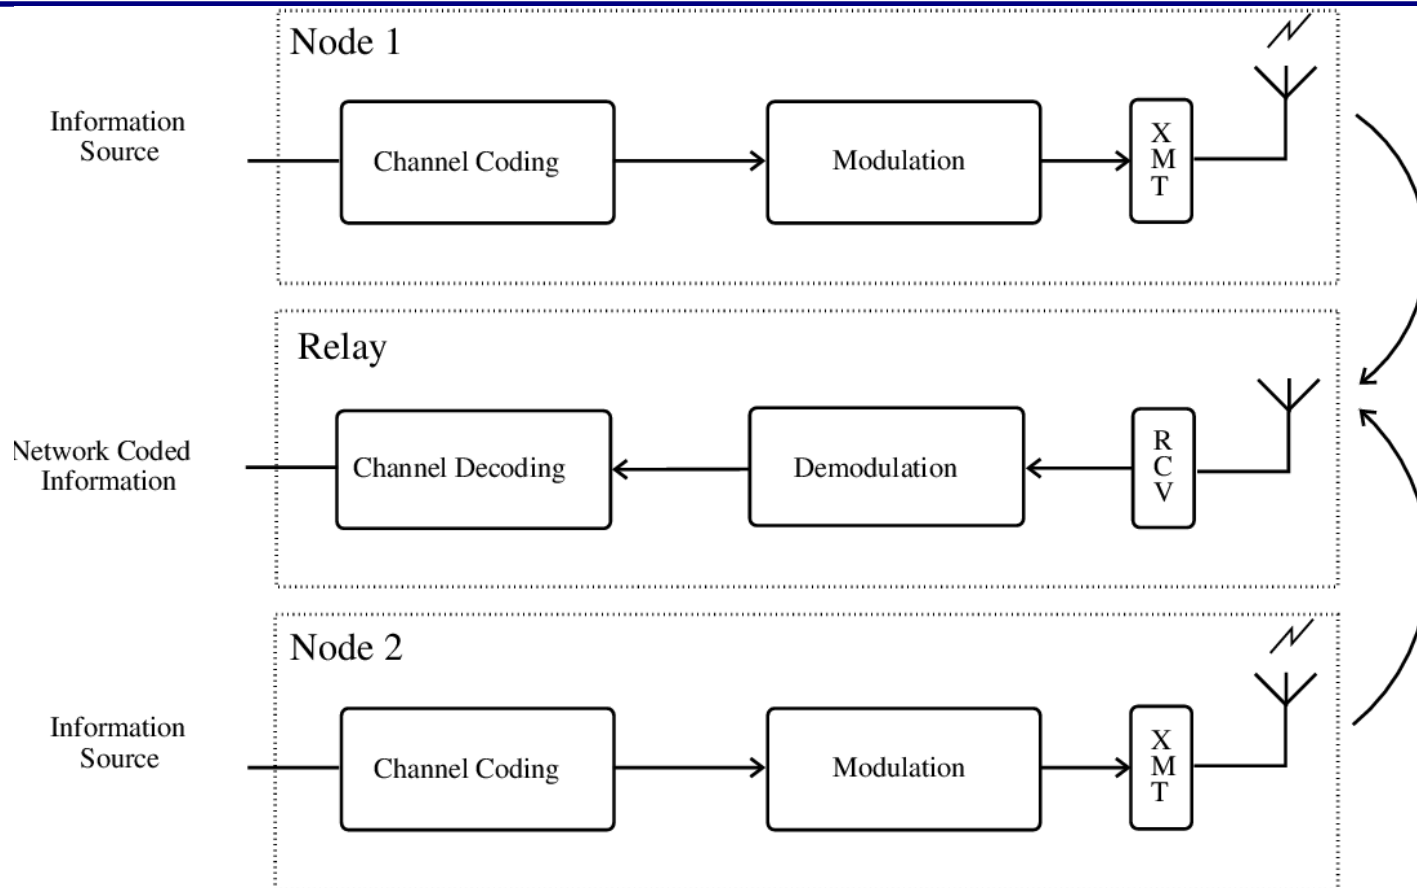 Node 1
Information
Source
Channel Coding
Modulation
X
M
T
Relay
Network Coded
Information
Channel Decoding
Demodulation
R
C
V
Node 2
Information
Source
Channel Coding
Modulation
X
M
T